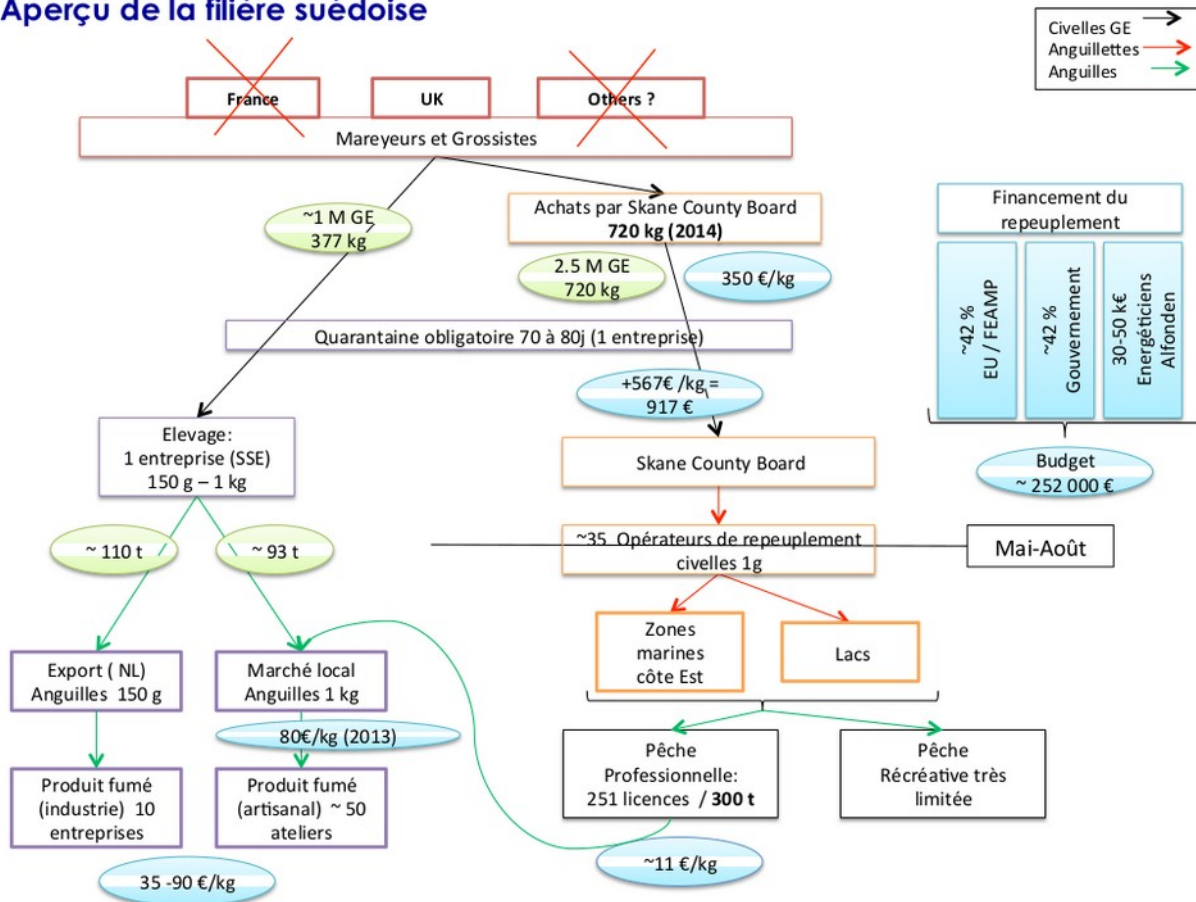 Aperçu de la filière suédoise
Civelles GE
Anguillettes
Anguilles
France
UK
Others ?
Mareyeurs et Grossistes
~1 M GE
377 kg
Achats par Skane County Board
720 kg (2014)
2.5 M GE
720 kg
350 €/kg
Financement du
repeuplement
~42 %
EU / FEAMP
~42 %
Gouvernement
30-50 k€
Energéticiens
Alfonden
Quarantaine obligatoire 70 à 80j (1 entreprise)
+567€ /kg =
917 €
Elevage:
1 entreprise (SSE)
150 g – 1 kg
Skane County Board
Budget
~ 252 000 €
~ 110 t
~ 93 t
~35 Opérateurs de repeuplement
civelles 1g
Mai-Août
Zones
marines
côte Est
Lacs
Export ( NL)
Anguilles 150 g
Marché local
Anguilles 1 kg
80€/kg (2013)
Pêche
Professionnelle:
251 licences / 300 t
Pêche
Récréative très
limitée
Produit fumé
(industrie) 10
entreprises
Produit fumé
(artisanal) ~ 50
ateliers
~11 €/kg
35 -90 €/kg